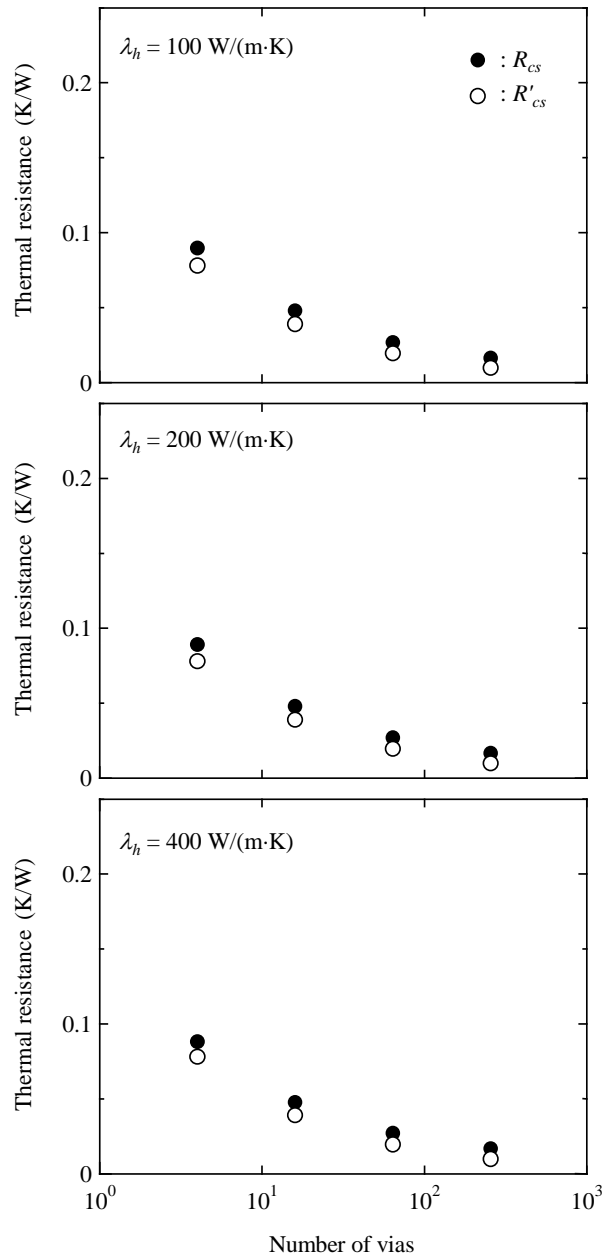 λh = 100 W/(m·K)
: Rcs
: R'cs
0.2
0.1
0
Thermal resistance (K/W)
λh = 200 W/(m·K)
0.2
0.1
0
Thermal resistance (K/W)
λh = 400 W/(m·K)
0.2
0.1
0
Thermal resistance (K/W)
10⁰ 10¹ 10² 10³
Number of vias